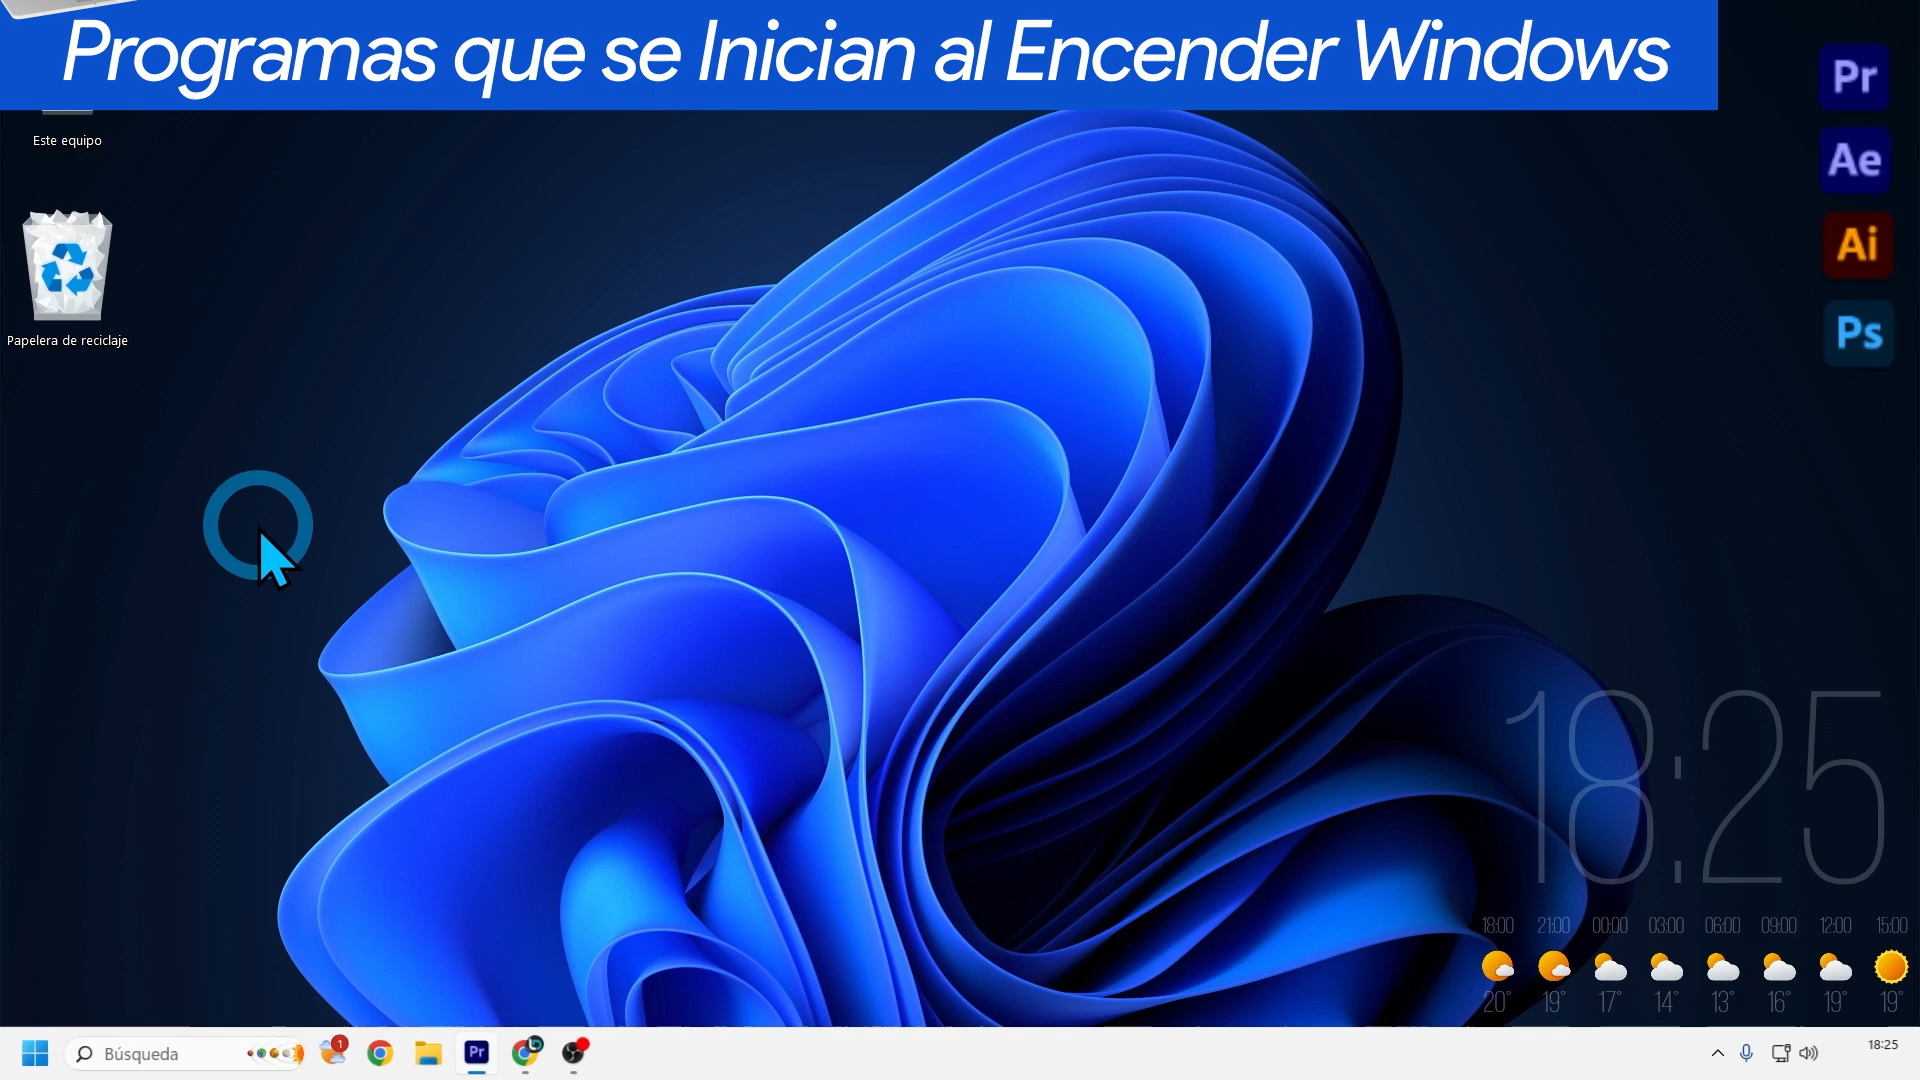 Programas que se Inician al Encender Windows
Pr
Este equipo
Ae
Ai
Papelera de reciclaje
Ps
18:25
18:00 21:00 00:00 03:00 06:00 09:00 12:00 15:00
20° 19° 17° 14° 13° 16° 19° 19°
Búsqueda
1
Pr
18:25